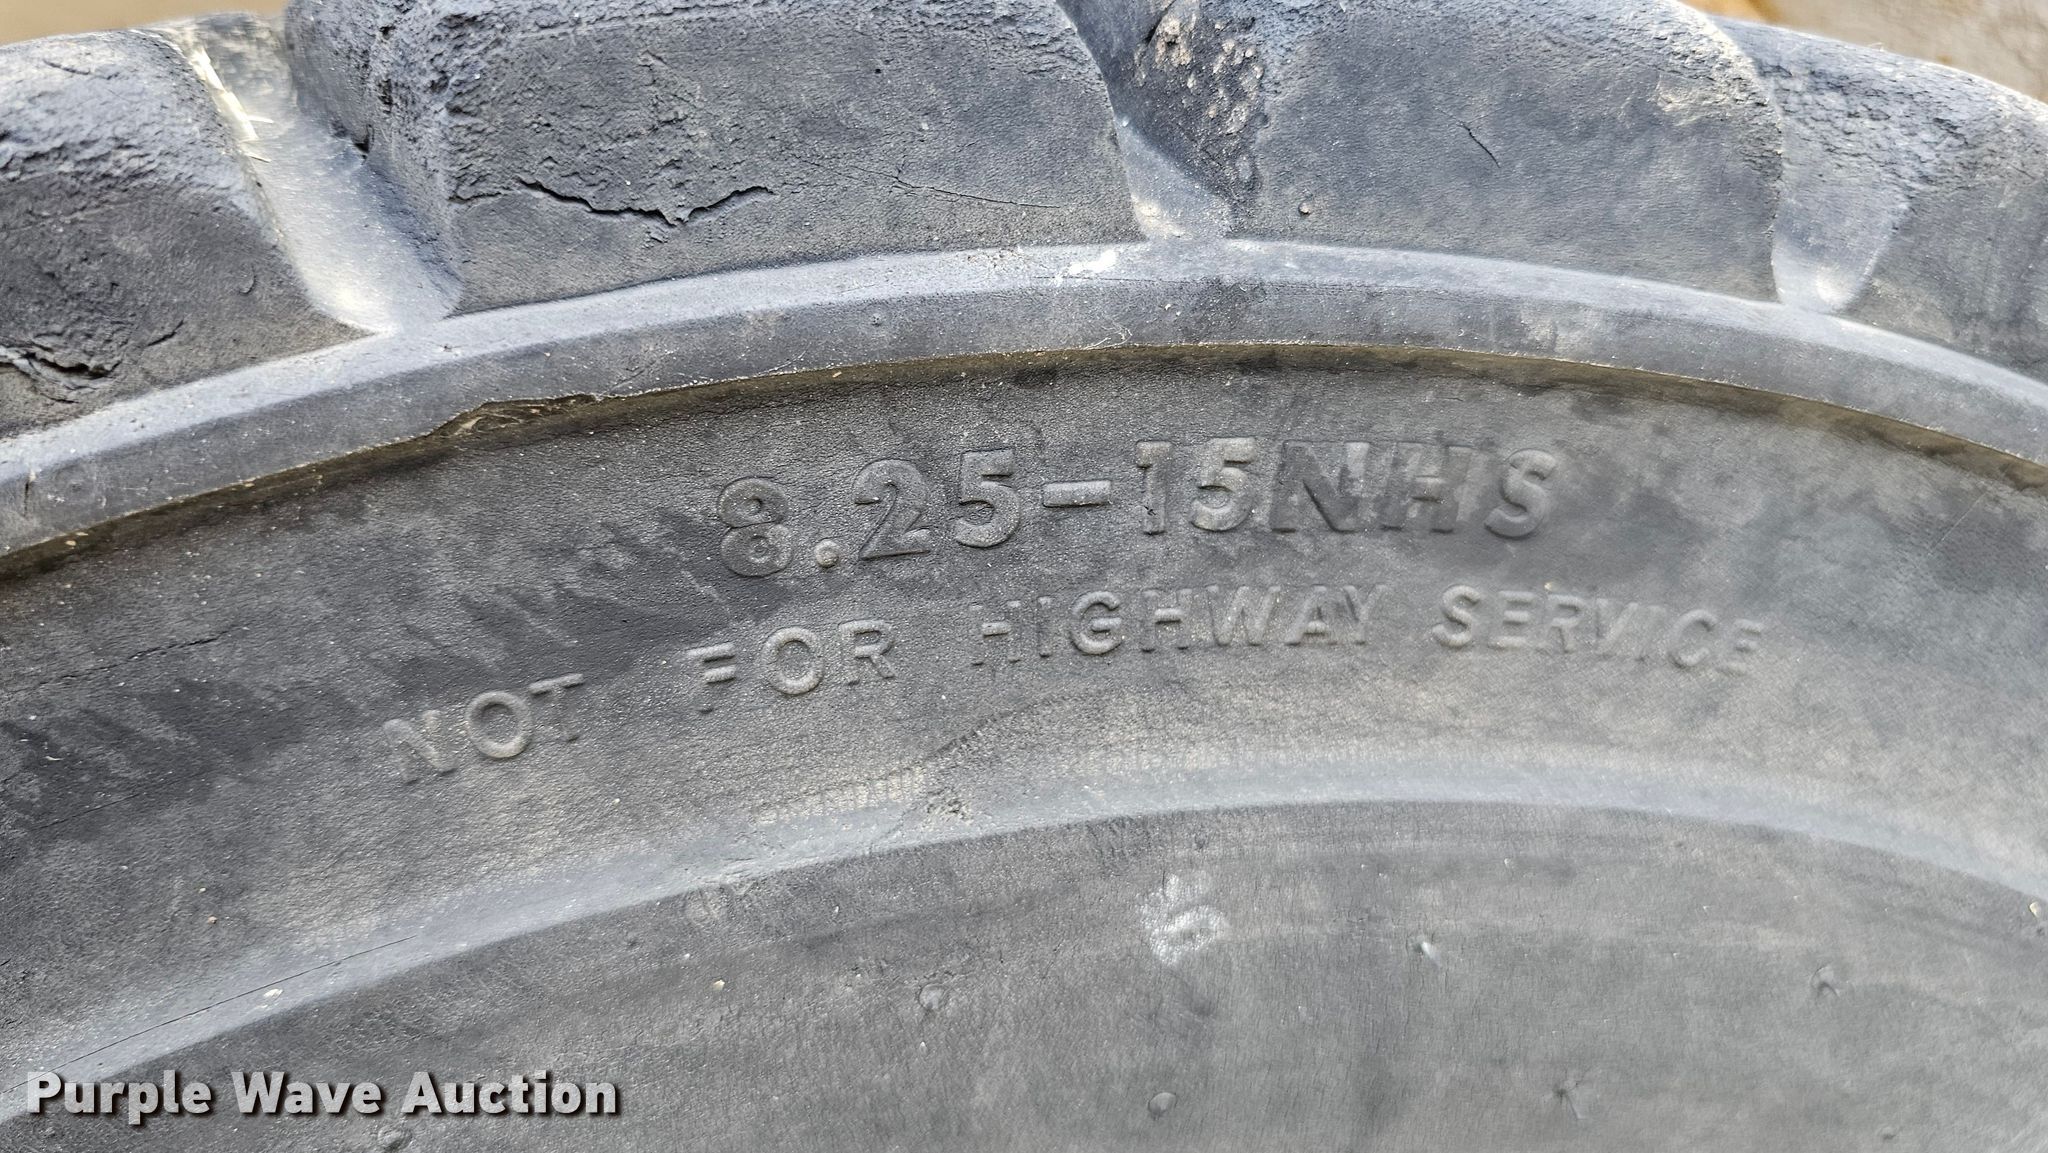 8.25-15NHS
NOT FOR HIGHWAY SERVICE
Purple Wave Auction